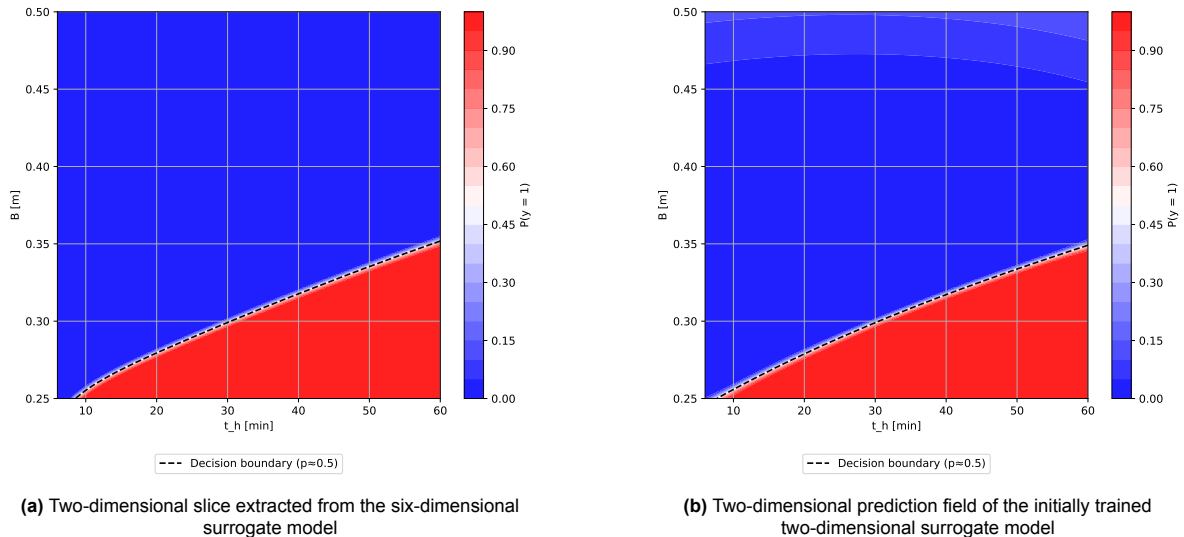 0.50
0.45
0.40
0.35
0.30
0.25
B [m]
10 20 30 40 50 60
t_h [min]
0.90
0.75
0.60
0.45
0.30
0.15
0.00
P(y = 1)
Decision boundary (p≈0.5)
(a) Two-dimensional slice extracted from the six-dimensional
surrogate model
0.50
0.45
0.40
0.35
0.30
0.25
B [m]
10 20 30 40 50 60
t_h [min]
0.90
0.75
0.60
0.45
0.30
0.15
0.00
P(y = 1)
Decision boundary (p≈0.5)
(b) Two-dimensional prediction field of the initially trained
two-dimensional surrogate model